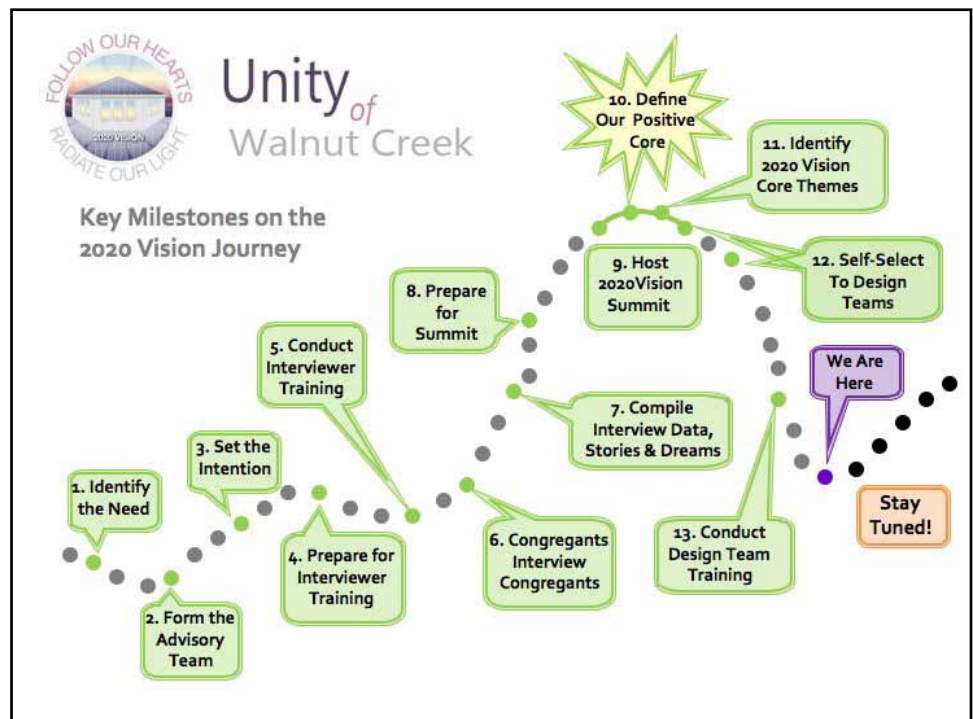 FOLLOW OUR HEARTS
2020 VISION
RADIATE OUR LIGHT
Unity
of
Walnut Creek
Key Milestones on the
2020 Vision Journey
1. Identify
the Need
2. Form the
Advisory
Team
3. Set the
Intention
4. Prepare for
Interviewer
Training
5. Conduct
Interviewer
Training
6. Congregants
Interview
Congregants
7. Compile
Interview Data,
Stories & Dreams
8. Prepare
for
Summit
9. Host
2020Vision
Summit
10. Define
Our Positive
Core
11. Identify
2020 Vision
Core Themes
12. Self-Select
To Design
Teams
13. Conduct
Design Team
Training
We Are
Here
Stay
Tuned!